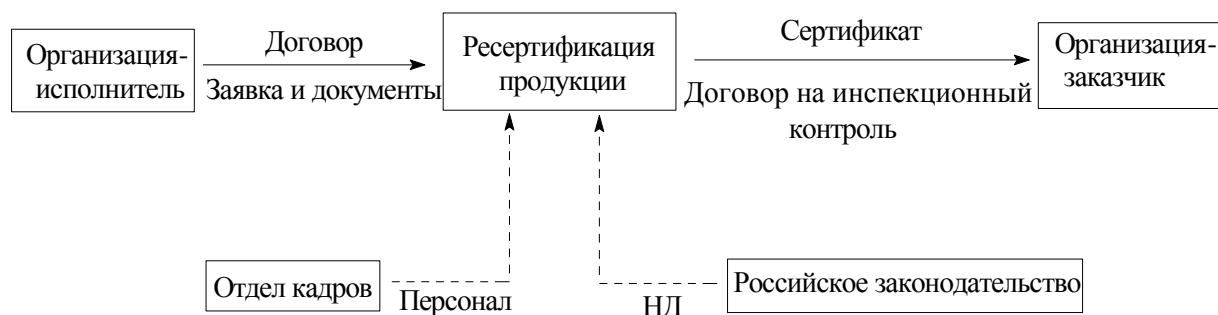 Организация-
исполнитель
Договор
Заявка и документы
Ресертификация
продукции
Сертификат
Договор на инспекционный
контроль
Организация-
заказчик
Отдел кадров
Персонал
НД
Российское законодательство